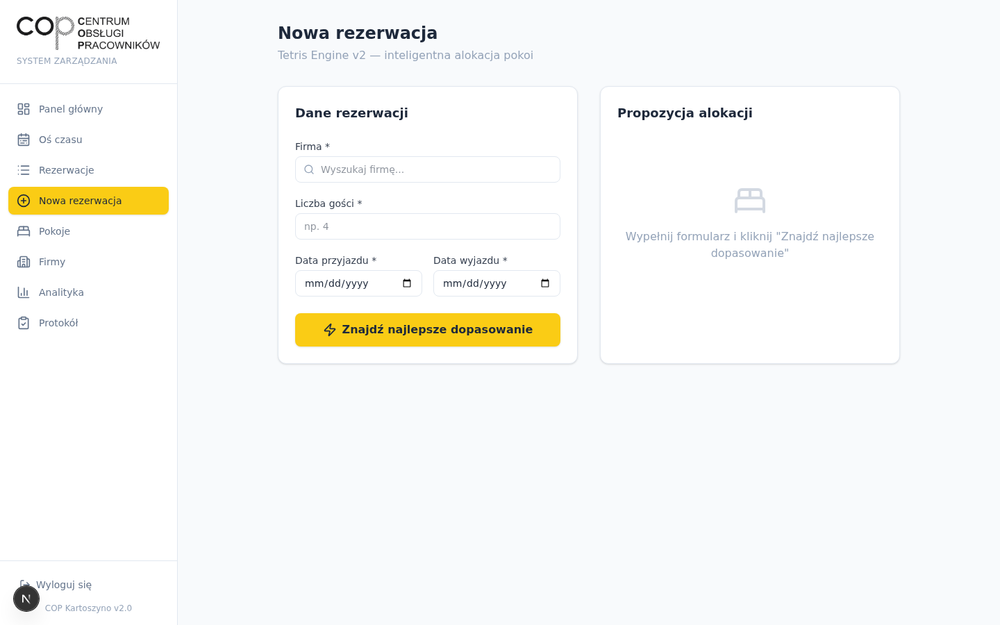 COP CENTRUM
OBSŁUGI
PRACOWNIKÓW
SYSTEM ZARZĄDZANIA
Panel główny
Oś czasu
Rezerwacje
Nowa rezerwacja
Pokoje
Firmy
Analityka
Protokół
Wyloguj się
N
COP Kartoszyno v2.0
Nowa rezerwacja
Tetris Engine v2 — inteligentna alokacja pokoi
Dane rezerwacji
Firma *
Wyszukaj firmę...
Liczba gości *
np. 4
Data przyjazdu * Data wyjazdu *
mm/dd/yyyy mm/dd/yyyy
Znajdź najlepsze dopasowanie
Propozycja alokacji
Wypełnij formularz i kliknij "Znajdź najlepsze
dopasowanie"